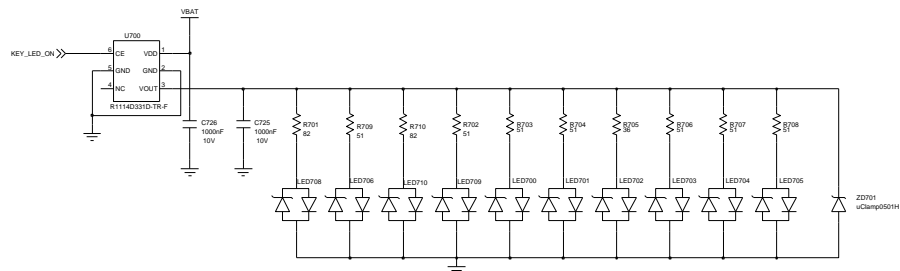 VBAT
U700
KEY_LED_ON
6 CE VDD 1
5 GND GND 2
4 NC VOUT 3
R1114D331D-TR-F
C726
1000nF
10V
C725
1000nF
10V
R701
82
R709
51
R710
82
R702
51
R703
51
R704
51
R705
36
R706
51
R707
51
R708
51
LED708
LED706
LED710
LED709
LED700
LED701
LED702
LED703
LED704
LED705
ZD701
uClamp0501H